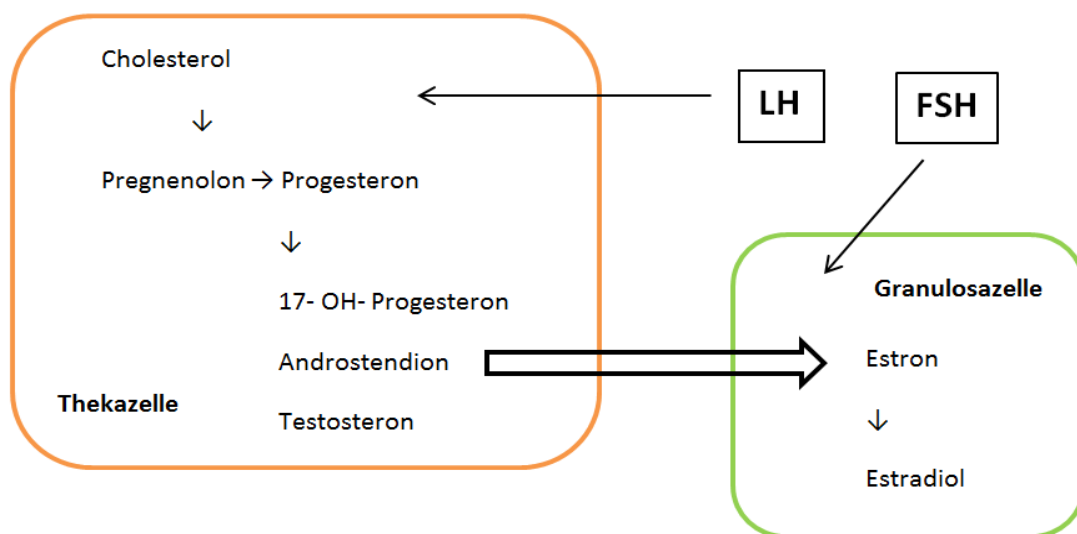 Cholesterol
↓
Pregnenolon → Progesteron
↓
17- OH- Progesteron
Androstendion
Testosteron
Thekazelle
LH
FSH
Granulosazelle
Estron
↓
Estradiol